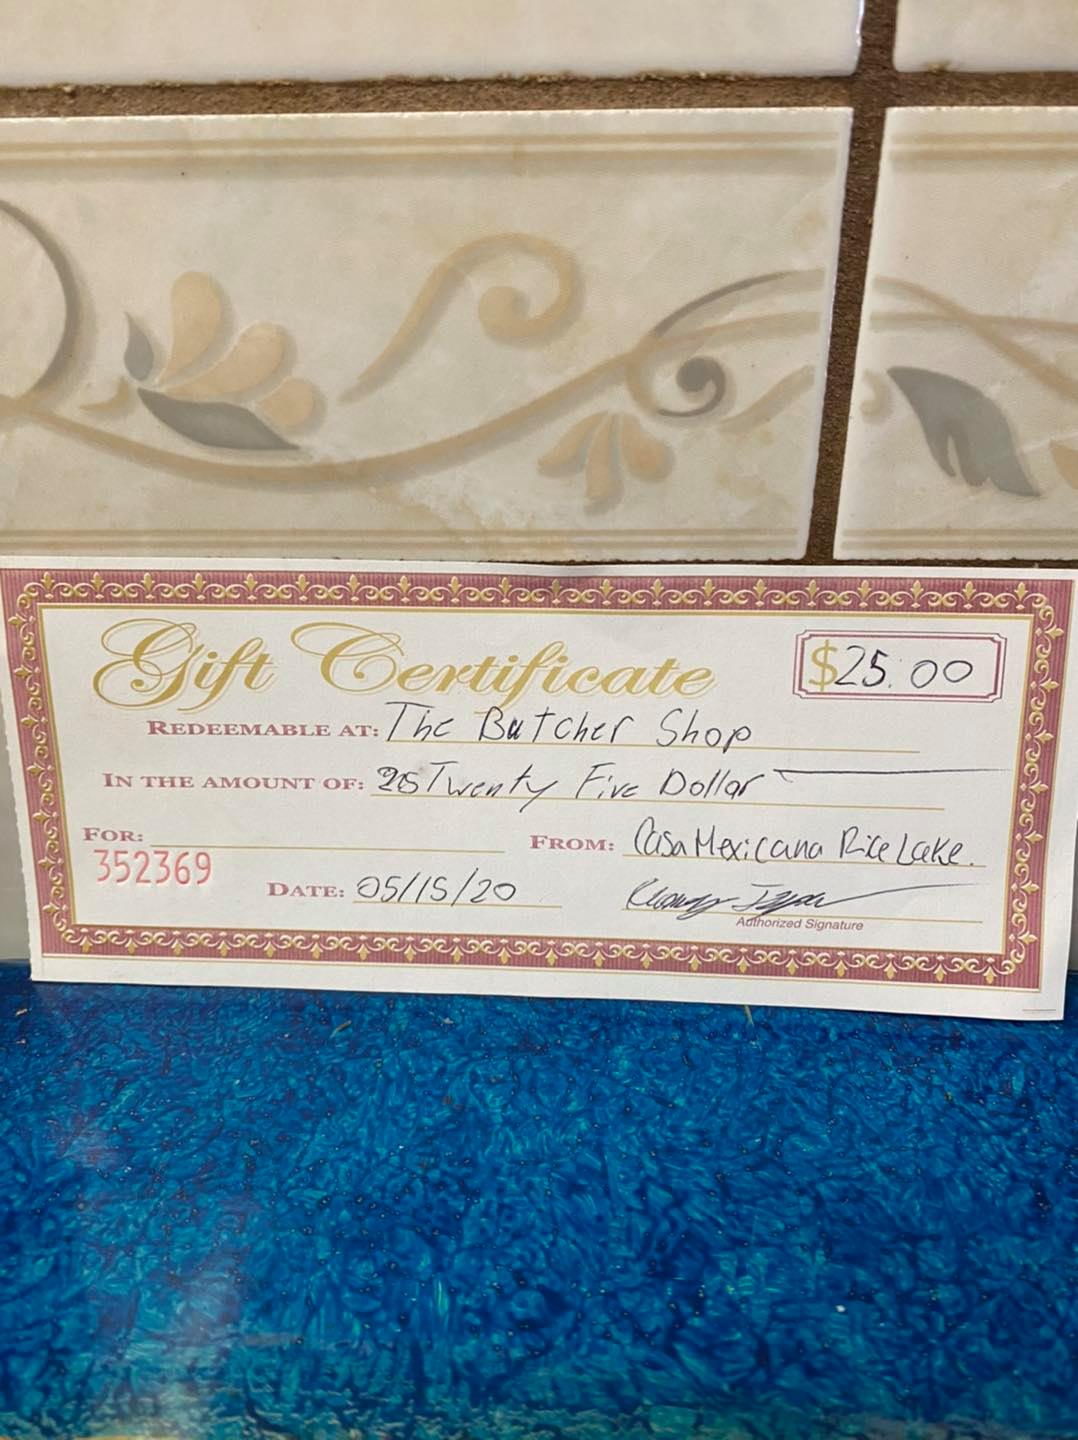 Gift Certificate $25.00
REDEEMABLE AT: The Butcher Shop
IN THE AMOUNT OF: 25 Twenty Five Dollar
FOR:
FROM: Casa Mexicana Rice Lake.
352369
DATE: 05/15/20
Authorized Signature